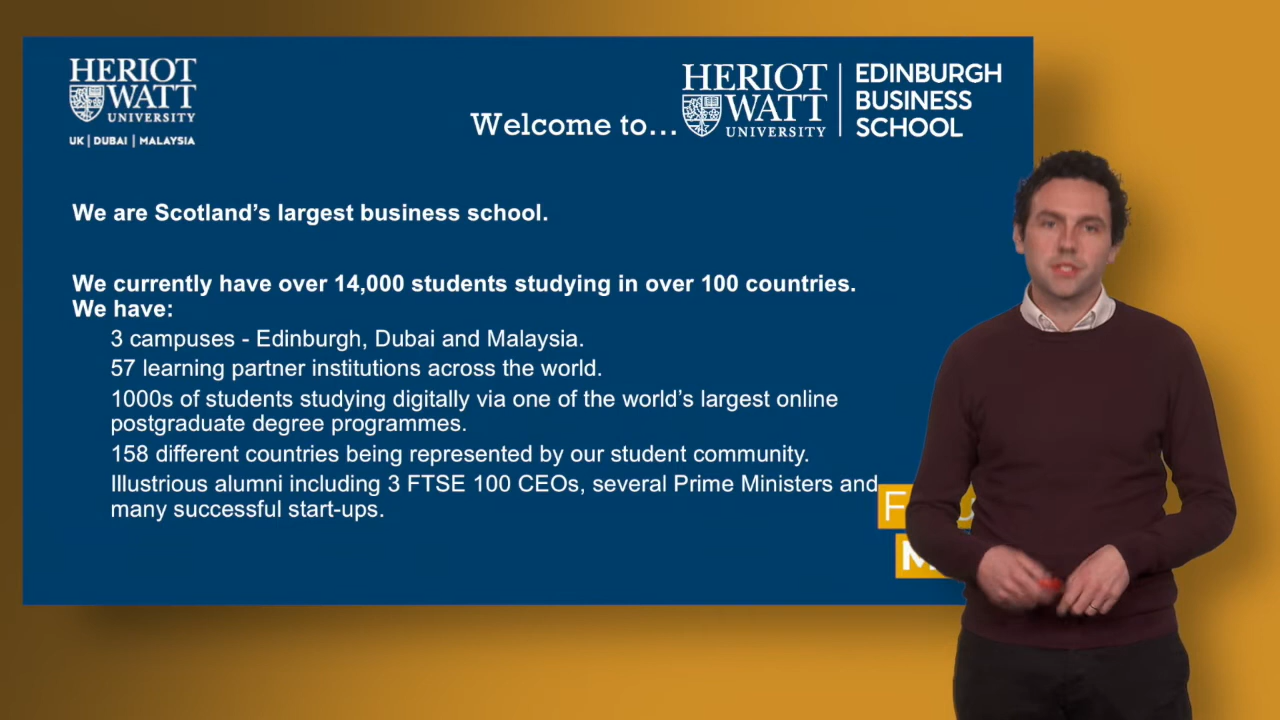 HERIOT
WATT
UNIVERSITY
UK | DUBAI | MALAYSIA
Welcome to...
HERIOT
WATT
UNIVERSITY
EDINBURGH
BUSINESS
SCHOOL
We are Scotland's largest business school.
We currently have over 14,000 students studying in over 100 countries.
We have:
3 campuses - Edinburgh, Dubai and Malaysia.
57 learning partner institutions across the world.
1000s of students studying digitally via one of the world's largest online
postgraduate degree programmes.
158 different countries being represented by our student community.
Illustrious alumni including 3 FTSE 100 CEOs, several Prime Ministers and
many successful start-ups.